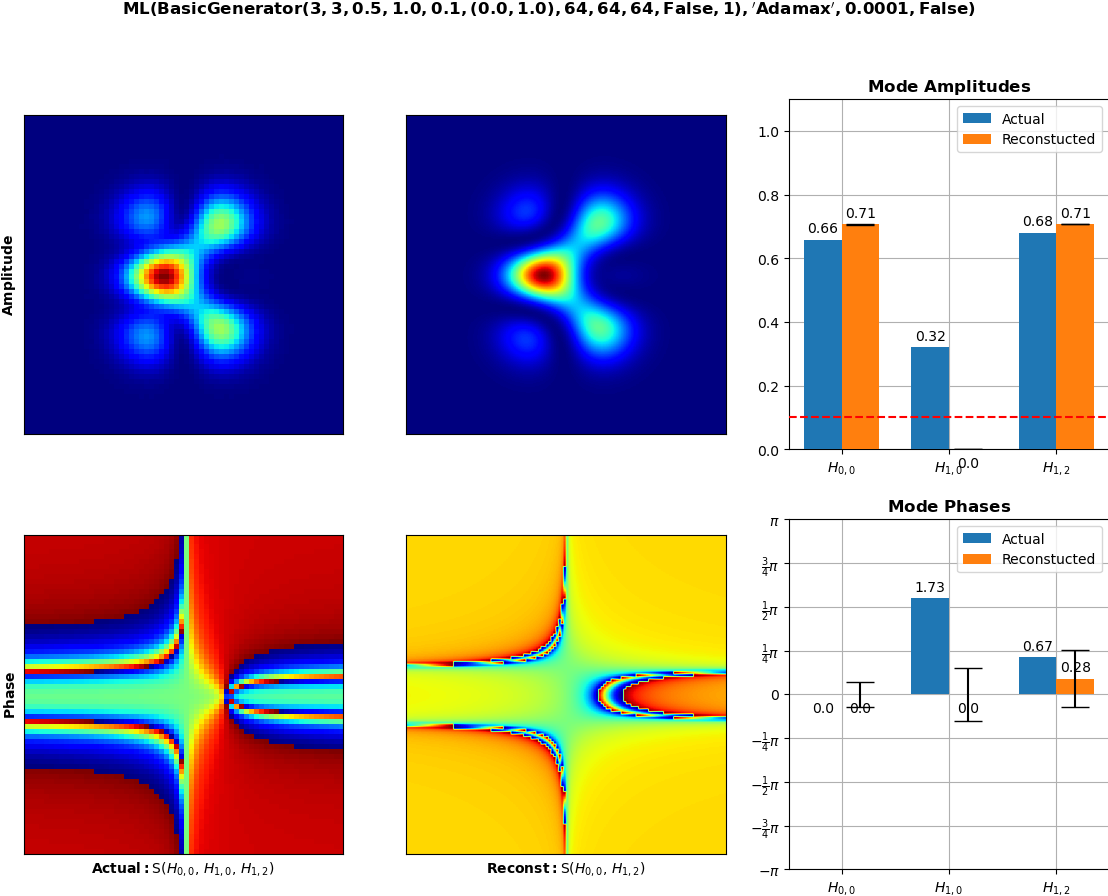 ML(BasicGenerator(3, 3, 0.5, 1.0, 0.1, (0.0, 1.0), 64, 64, 64, False, 1), 'Adamax', 0.0001, False)
Amplitude
Mode Amplitudes
Actual
Reconstucted
1.0
0.8
0.6
0.4
0.2
0.0
0.66
0.71
0.32
0.0
0.68
0.71
H0,0
H1,0
H1,2
Phase
Actual: S(H0,0, H1,0, H1,2)
Reconst: S(H0,0, H1,2)
Mode Phases
Actual
Reconstucted
π
3/4π
1/2π
1/4π
0
−1/4π
−1/2π
−3/4π
−π
0.0
0.0
1.73
0.0
0.67
0.28
H0,0
H1,0
H1,2